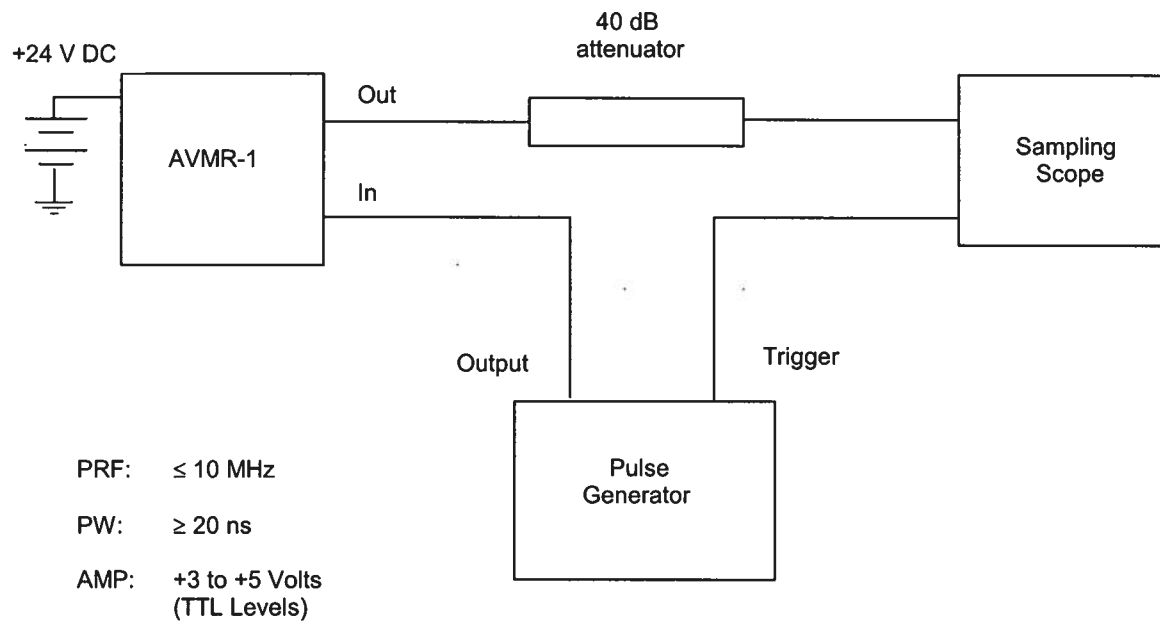 40 dB
attenuator
+24 V DC
Out
AVMR-1
Sampling
Scope
In
Output
Trigger
Pulse
Generator
PRF: ≤ 10 MHz
PW: ≥ 20 ns
AMP: +3 to +5 Volts
(TTL Levels)